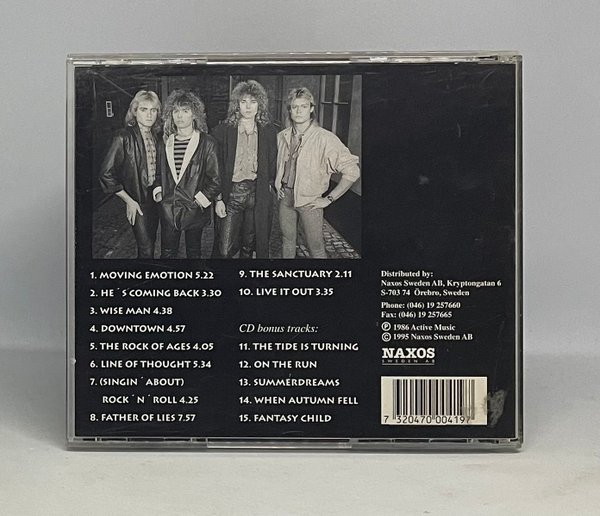 1. MOVING EMOTION 5.22
2. HE´S COMING BACK 3.30
3. WISE MAN 4.38
4. DOWNTOWN 4.57
5. THE ROCK OF AGES 4.05
6. LINE OF THOUGHT 5.34
7. (SINGIN´ABOUT)
ROCK´N´ROLL 4.25
8. FATHER OF LIES 7.57
9. THE SANCTUARY 2.11
10. LIVE IT OUT 3.35
CD bonus tracks:
11. THE TIDE IS TURNING
12. ON THE RUN
13. SUMMERDREAMS
14. WHEN AUTUMN FELL
15. FANTASY CHILD
Distributed by:
Naxos Sweden AB, Kryptongatan 6
S-703 74 Örebro, Sweden
Phone: (046) 19 257660
Fax: (046) 19 257665
℗ 1986 Active Music
© 1995 Naxos Sweden AB
NAXOS
SWEDEN AB
7 320470 004197